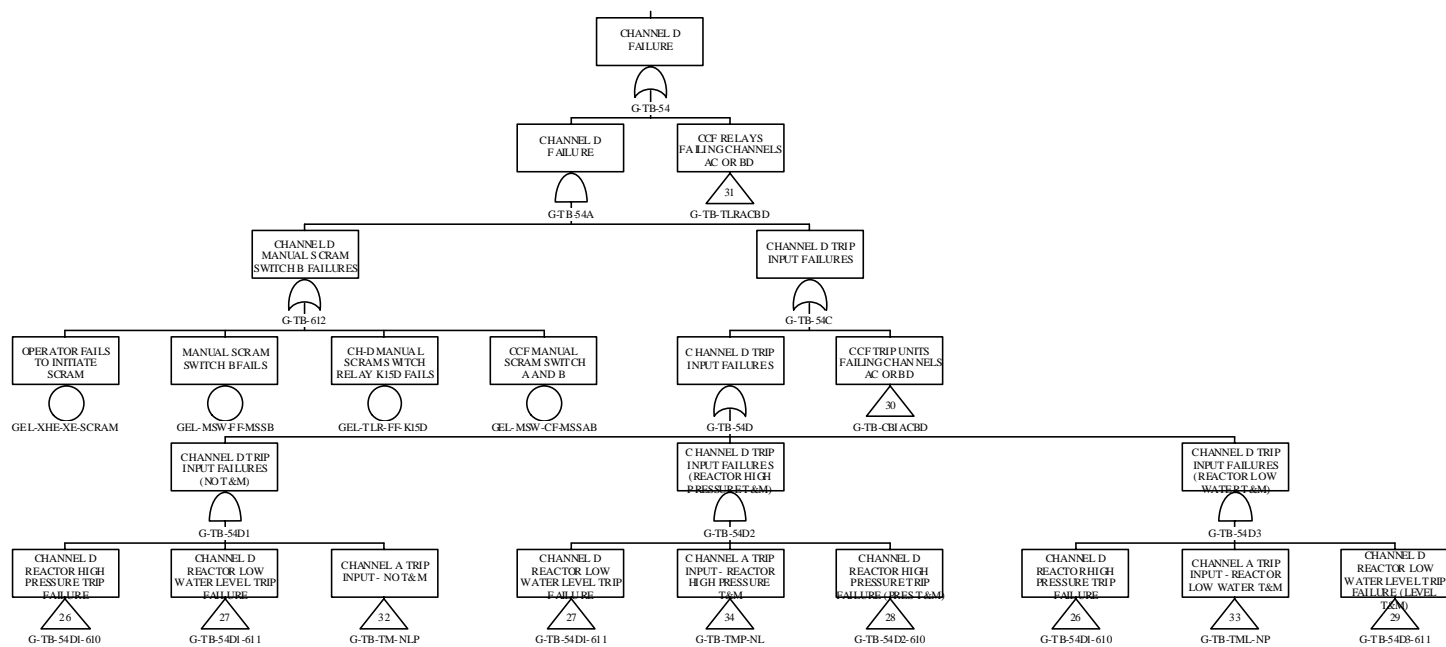 CHANNEL D
FAILURE
G-TB-54
CHANNEL D
FAILURE
G-TB-54A
CCF RELAYS
FAILING CHANNELS
AC OR BD
31
G-TB-TLRACBD
CHANNEL D
MANUAL SCRAM
SWITCH B FAILURES
G-TB-612
CHANNEL D TRIP
INPUT FAILURES
G-TB-54C
OPERATOR FAILS
TO INITIATE
SCRAM
GEL-XHE-XE-SCRAM
MANUAL SCRAM
SWITCH B FAILS
GEL-MSW-FF-MSSB
CH-D MANUAL
SCRAM SWITCH
RELAY K15D FAILS
GEL-TLR-FF-K15D
CCF MANUAL
SCRAM SWITCH
A AND B
GEL-MSW-CF-MSSAB
CHANNEL D TRIP
INPUT FAILURES
G-TB-54D
CCF TRIP UNITS
FAILING CHANNELS
AC OR BD
30
G-TB-CBIACBD
CHANNEL D TRIP
INPUT FAILURES
(NO T&M)
G-TB-54D1
CHANNEL D TRIP
INPUT FAILURES
(REACTOR HIGH
PRESSURE T&M)
G-TB-54D2
CHANNEL D TRIP
INPUT FAILURES
(REACTOR LOW
WATER T&M)
G-TB-54D3
CHANNEL D
REACTOR HIGH
PRESSURE TRIP
FAILURE
26
G-TB-54D1-610
CHANNEL D
REACTOR LOW
WATER LEVEL TRIP
FAILURE
27
G-TB-54D1-611
CHANNEL A TRIP
INPUT - NO T&M
32
G-TB-TM-NLP
CHANNEL D
REACTOR LOW
WATER LEVEL TRIP
FAILURE
27
G-TB-54D1-611
CHANNEL A TRIP
INPUT - REACTOR
HIGH PRESSURE
T&M
34
G-TB-TMP-NL
CHANNEL D
REACTOR HIGH
PRESSURE TRIP
FAILURE (PRES T&M)
28
G-TB-54D2-610
CHANNEL D
REACTOR HIGH
PRESSURE TRIP
FAILURE
26
G-TB-54D1-610
CHANNEL A TRIP
INPUT - REACTOR
LOW WATER T&M
33
G-TB-TML-NP
CHANNEL D
REACTOR LOW
WATER LEVEL TRIP
FAILURE (LEVEL
T&M)
29
G-TB-54D3-611